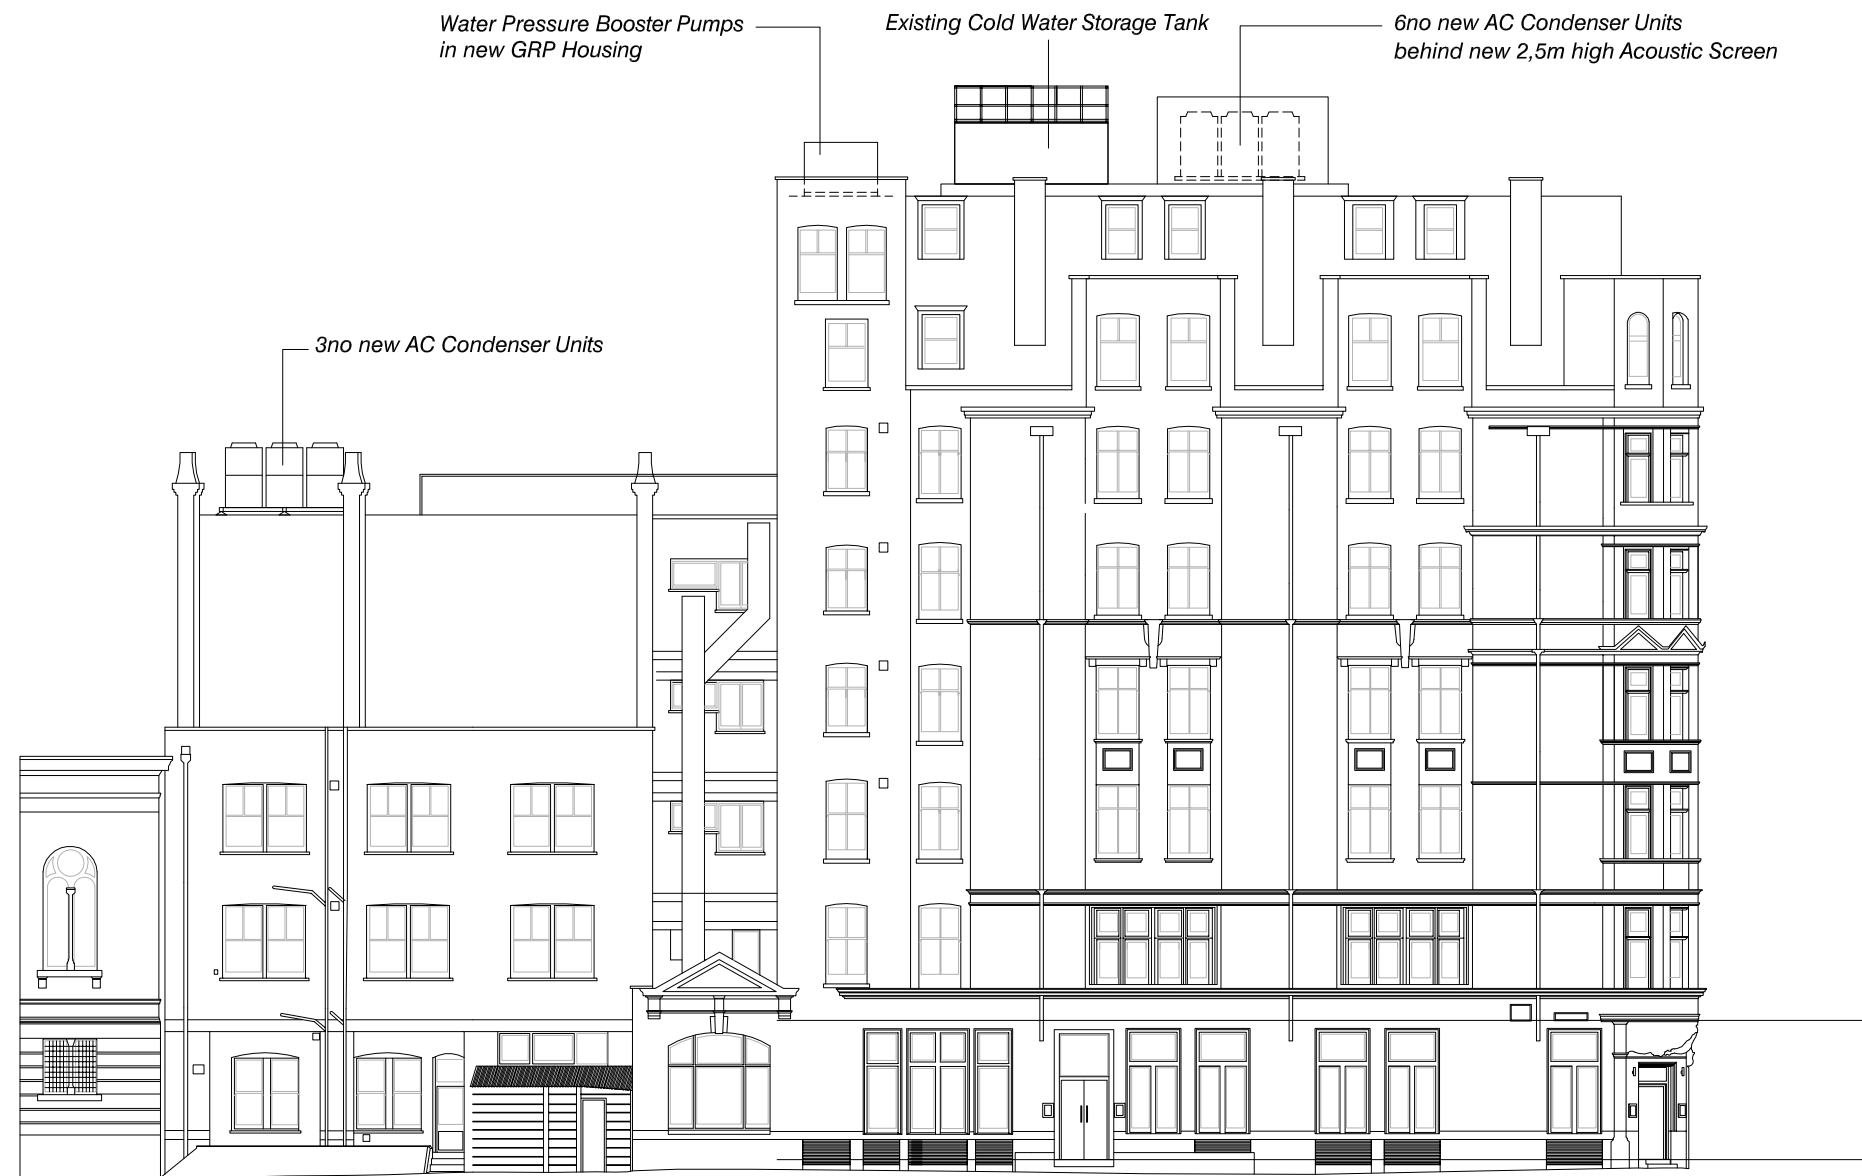 Water Pressure Booster Pumps
in new GRP Housing
Existing Cold Water Storage Tank
6no new AC Condenser Units
behind new 2,5m high Acoustic Screen
3no new AC Condenser Units